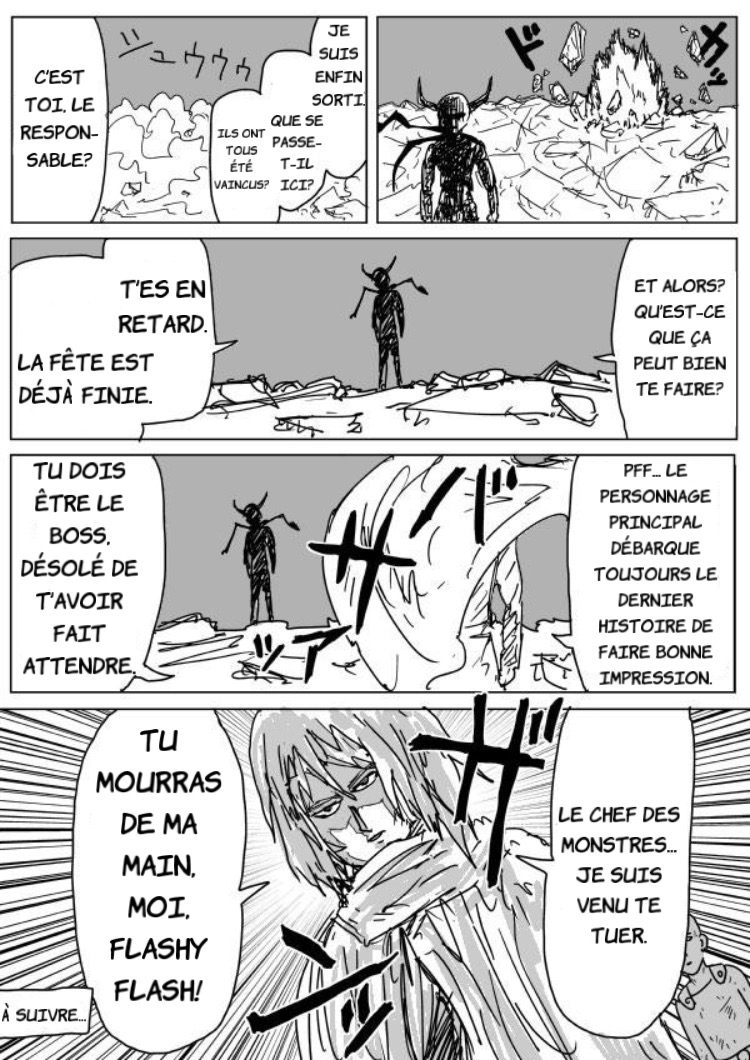 JE
SUIS
ENFIN
SORTI.
QUE SE
PASSE-
T-IL
ICI?
ILS ONT
TOUS
ÉTÉ
VAINCUS?
C'EST
TOI, LE
RESPON-
SABLE?
ジュウゥゥ
ET ALORS?
QU'EST-CE
QUE ÇA
PEUT BIEN
TE FAIRE?
T'ES EN
RETARD.
LA FÊTE EST
DÉJÀ FINIE.
PFF... LE
PERSONNAGE
PRINCIPAL
DÉBARQUE
TOUJOURS LE
DERNIER
HISTOIRE DE
FAIRE BONNE
IMPRESSION.
TU DOIS
ÊTRE LE
BOSS,
DÉSOLÉ DE
T'AVOIR
FAIT
ATTENDRE.
LE CHEF DES
MONSTRES...
JE SUIS
VENU TE
TUER.
TU
MOURRAS
DE MA
MAIN,
MOI,
FLASHY
FLASH!
À SUIVRE...